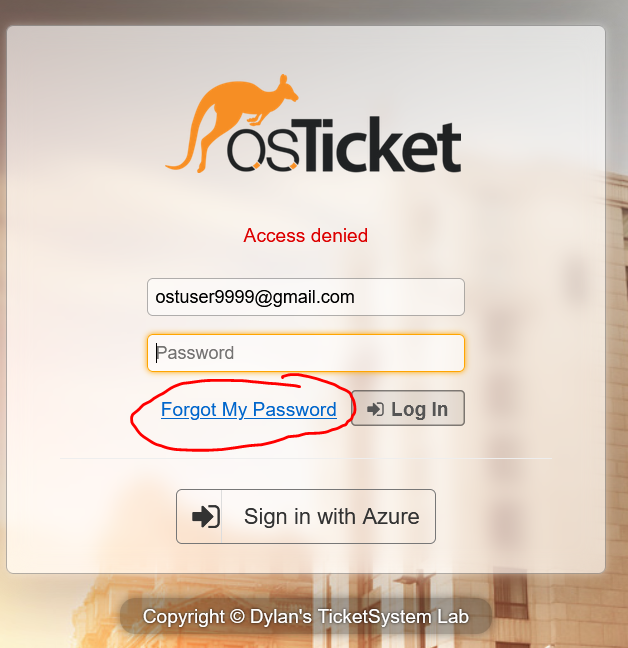 osTicket
Access denied
ostuser9999@gmail.com
Password
Forgot My Password
Log In
Sign in with Azure
Copyright © Dylan's TicketSystem Lab